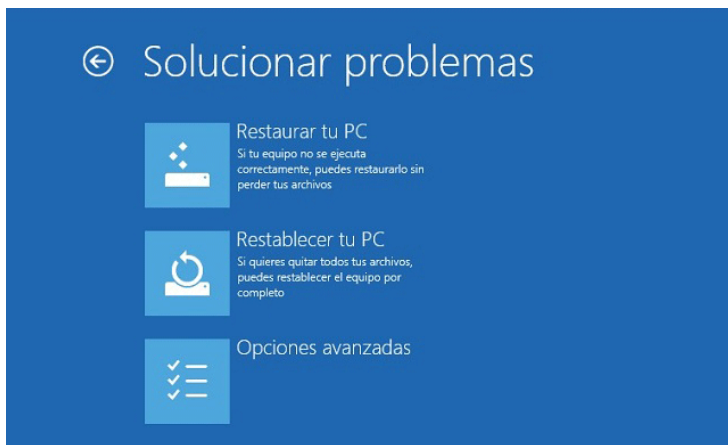 Solucionar problemas
Restaurar tu PC
Si tu equipo no se ejecuta
correctamente, puedes restaurarlo sin
perder tus archivos
Restablecer tu PC
Si quieres quitar todos tus archivos,
puedes restablecer el equipo por
completo
Opciones avanzadas